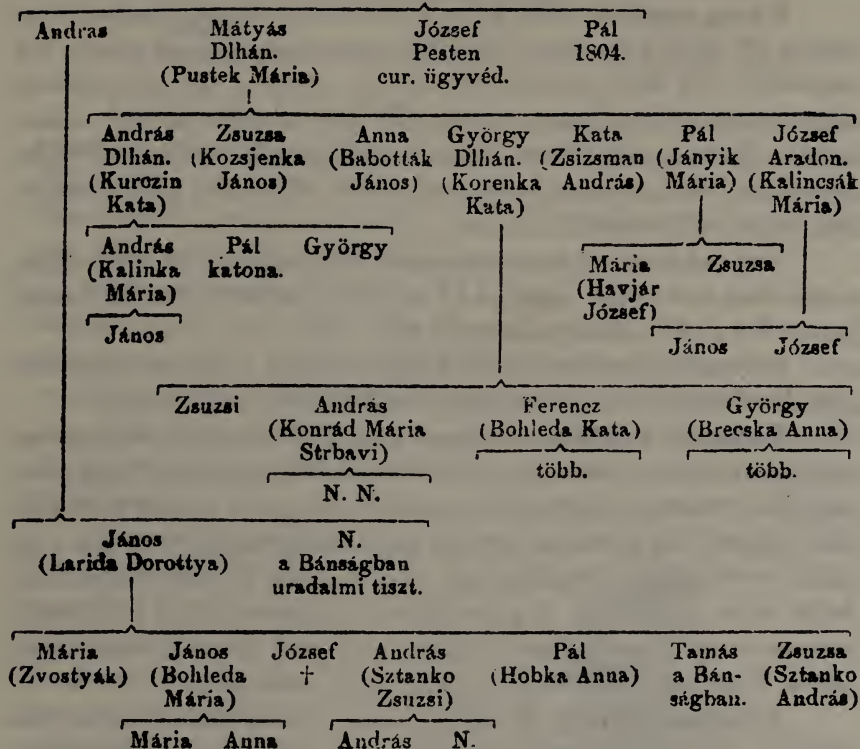 Andras Mátyás József Pál
Dlhán. Pesten 1804.
(Pustek Mária) cur. ügyvéd.
András Zsuzsa Anna György Kata Pál József
Dlhán. (Kozsjenka (Babották Dlhán. (Zsizsman (Jányik Aradon.
(Kurozin János) János) (Korenka András) Mária) (Kalincsák
Kata) Kata) Mária)
András Pál György
(Kalinka katona.
Mária)
Mária Zsuzsa
(Havjár
József)
János
János József
Zsuzsi András Ferencz György
(Konrád Mária (Bohleda Kata) (Brecska Anna)
Strbavi)
több. több.
N. N.
János N.
(Larida Dorottya) a Bánságban
uradalmi tiszt.
Mária János József András Pál Tamás Zsuzsa
(Zvostyák) (Bohleda † (Sztanko (Hobka Anna) a Bán- (Sztanko
Mária) Zsuzsi) ságban. András)
Mária Anna András N.